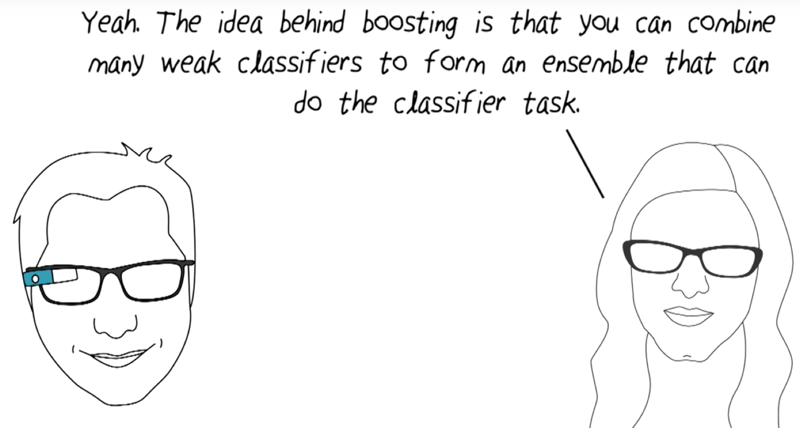 Yeah. The idea behind boosting is that you can combine
many weak classifiers to form an ensemble that can
do the classifier task.